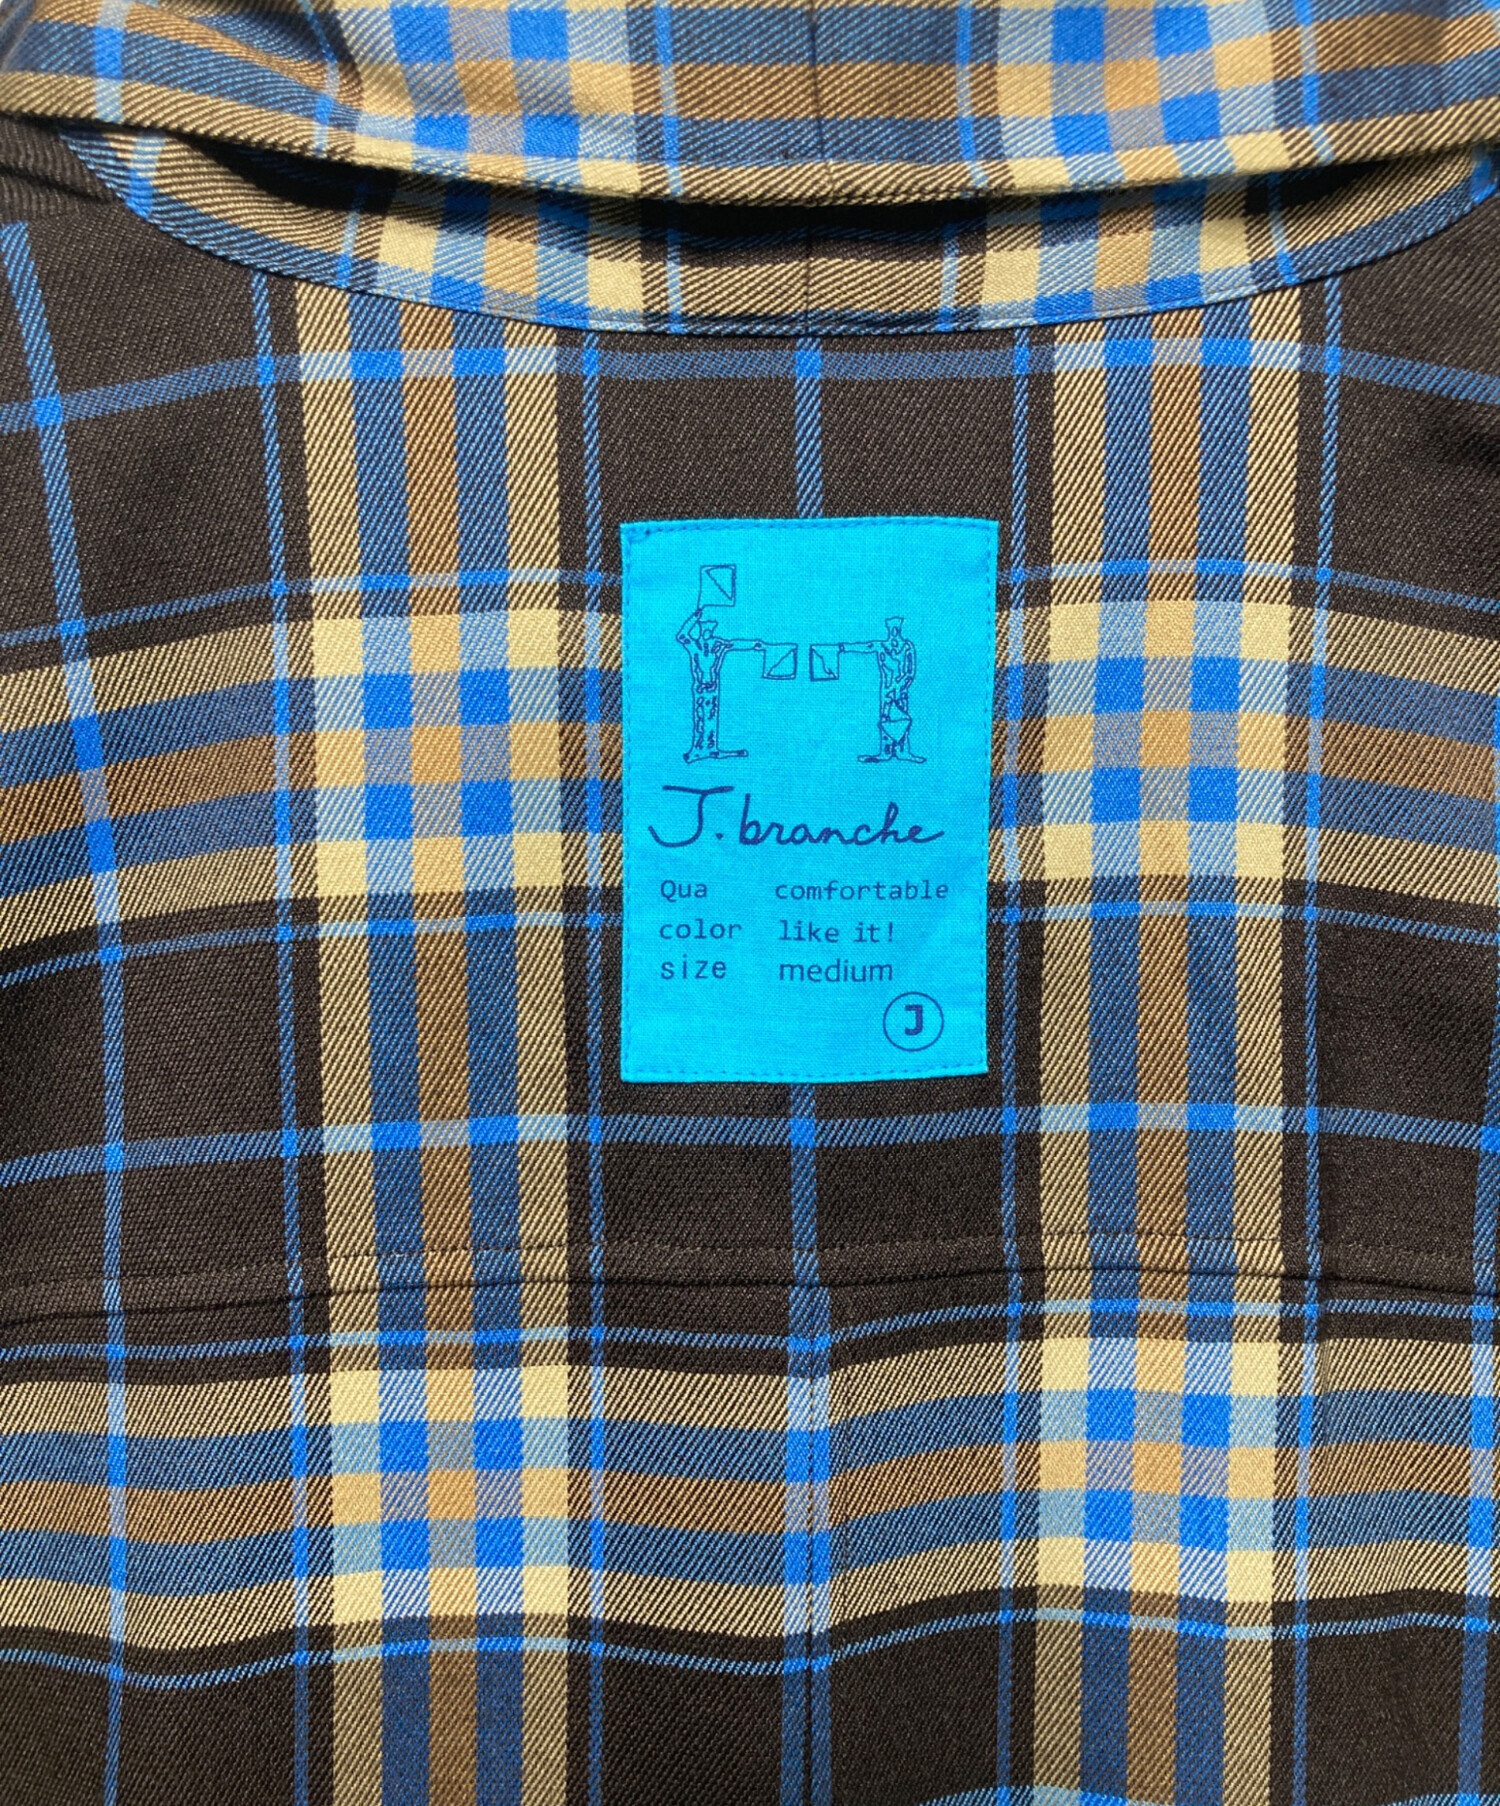 J. branche
Qua comfortable
color like it!
size medium
J